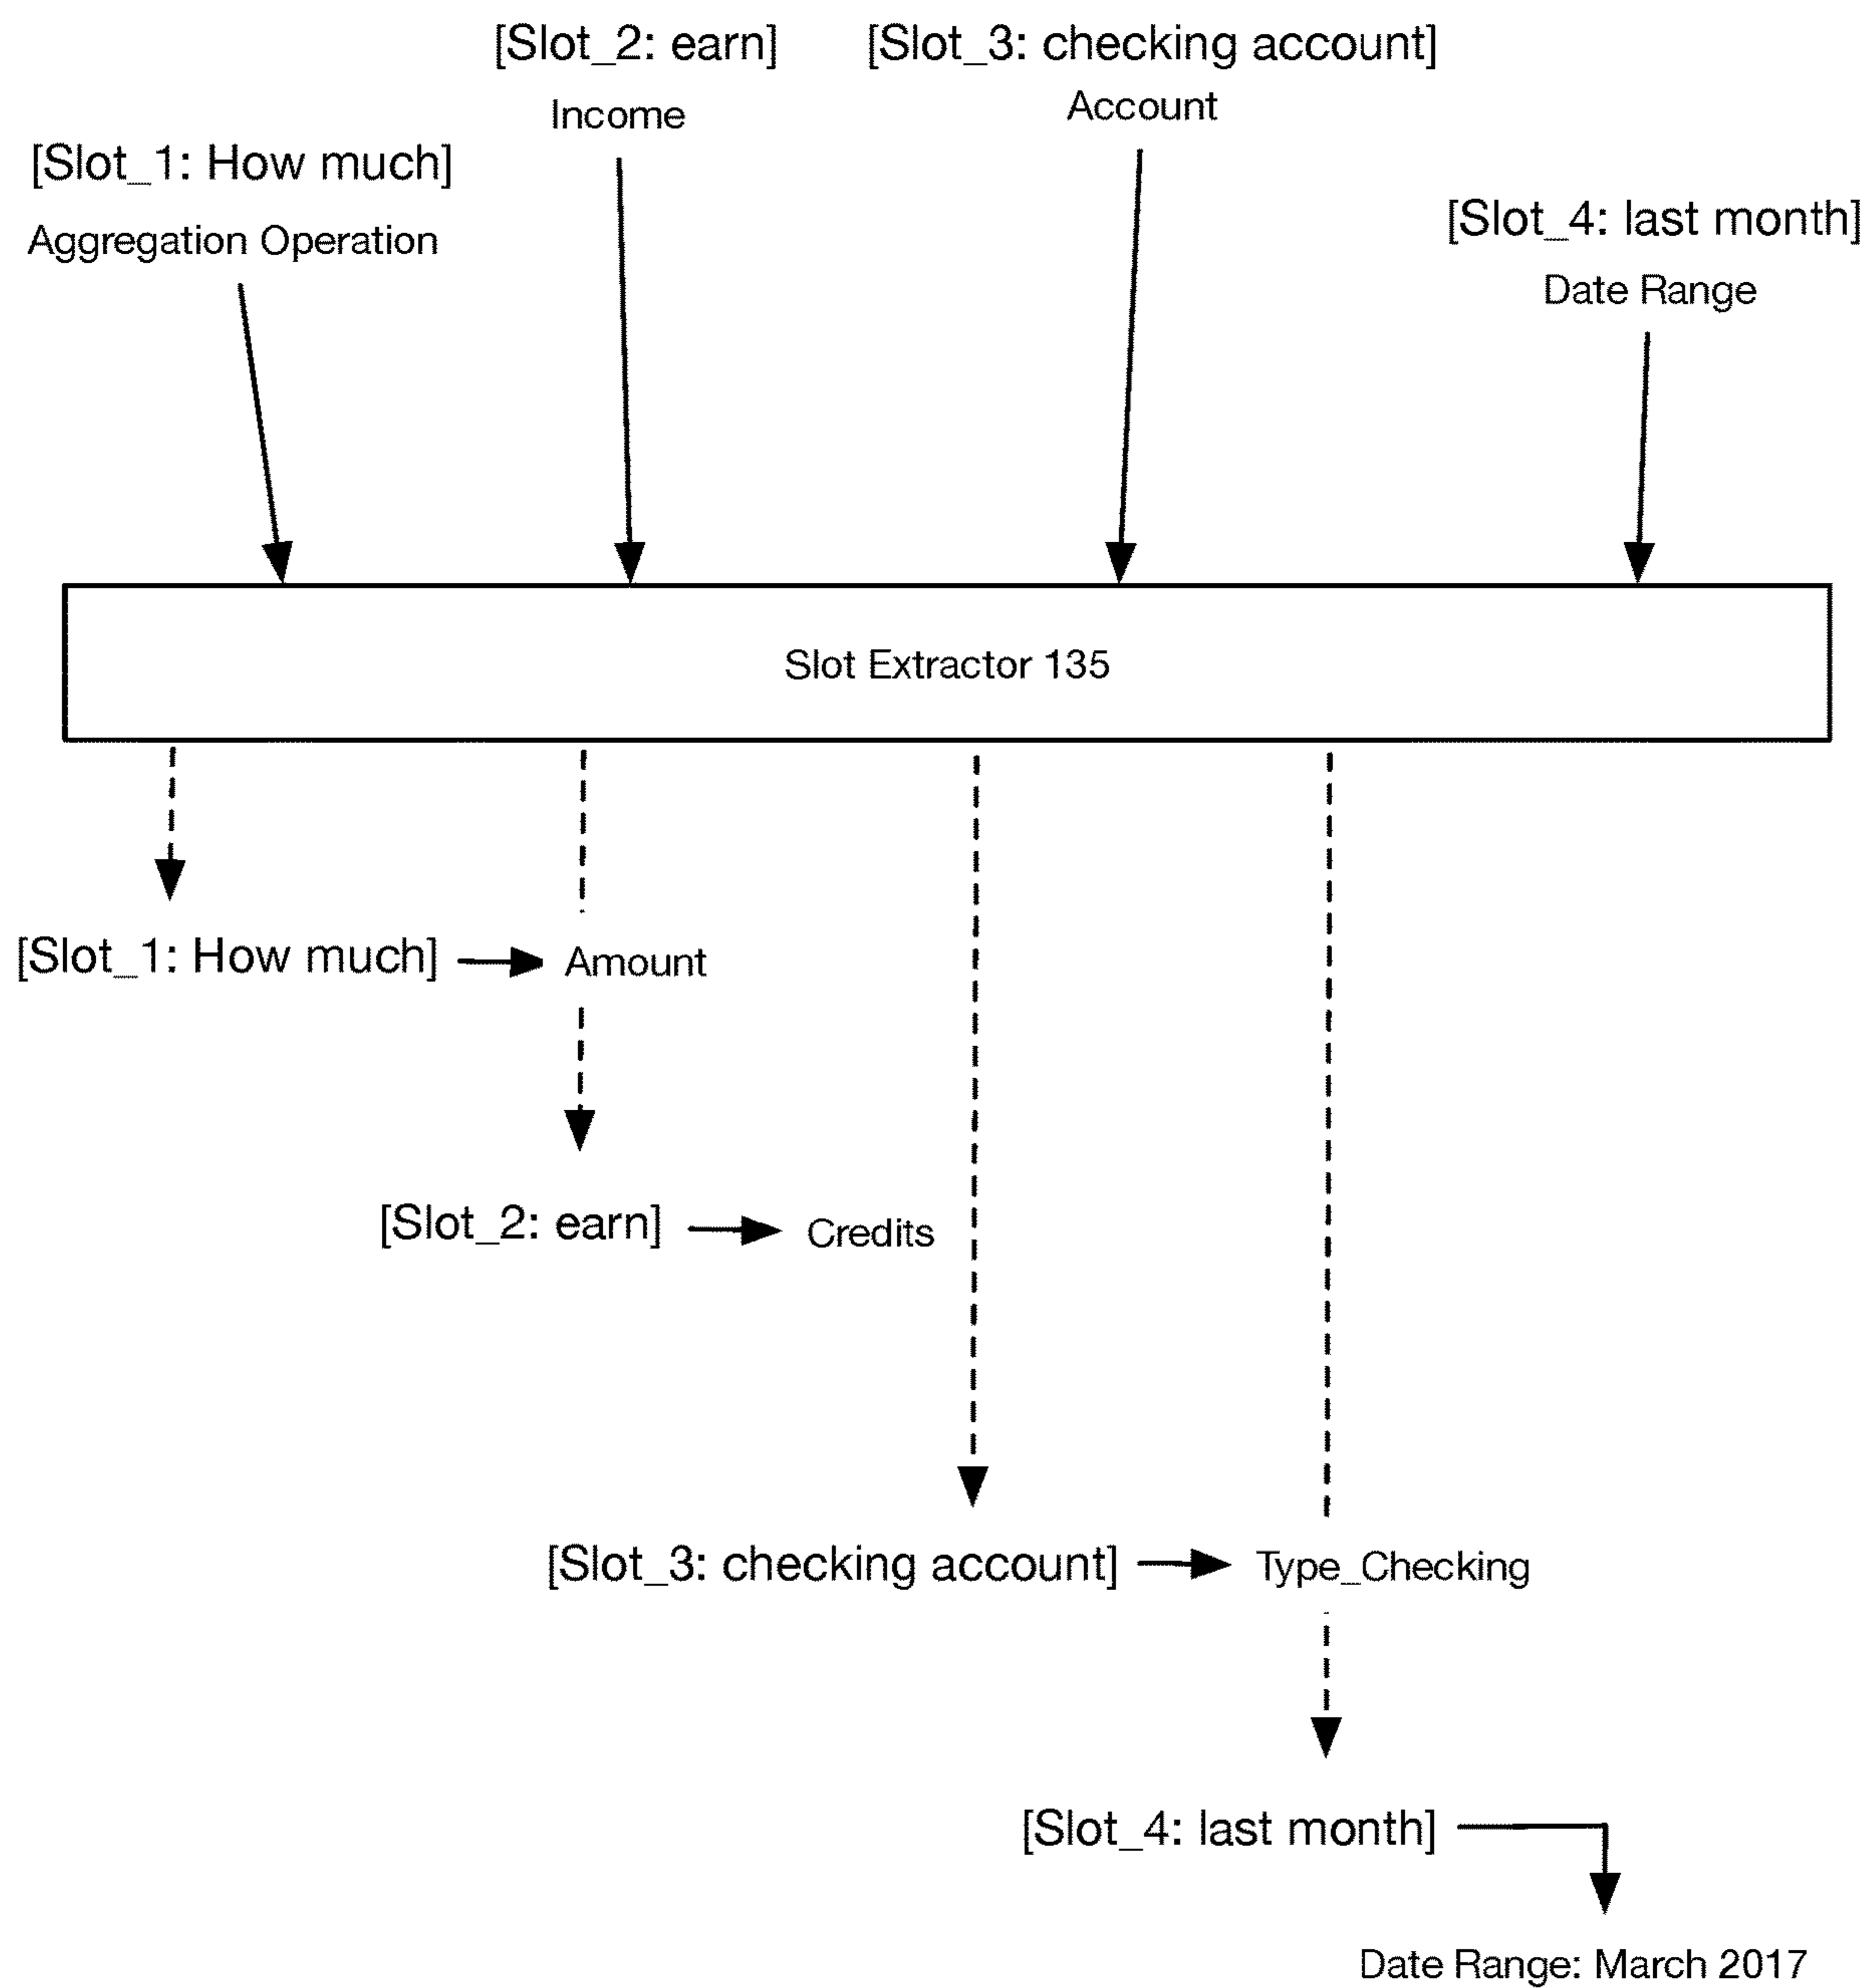 [Slot_2: earn]
[Slot_3: checking account]
Income
Account
[Slot_1: How much]
Aggregation Operation
[Slot_4: last month]
Date Range
Slot Extractor 135
[Slot_1: How much]
Amount
[Slot_2: earn]
Credits
[Slot_3: checking account]
Type_Checking
[Slot_4: last month]
Date Range: March 2017